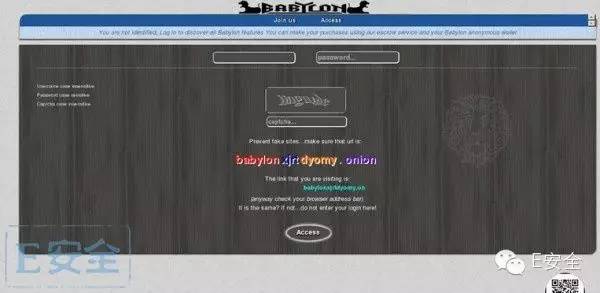 BABYLON
Join us Access
You are not identified, Log in to discover all Babylon features You can make your purchases using our escrow service and your Babylon anonymous wallet
password...
Username case insensitive
Password case sensitive
Captcha case insensitive
captcha...
Prevent fake sites...make sure that url is:
babylonxjrtdyomy.onion
The link that you are visiting is:
(anyway check your browser address bar)
It is the same? if not...do not enter your login here!
Access
E安全
E安全